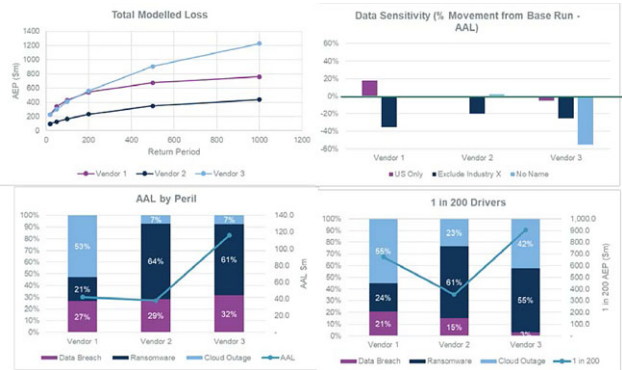 Total Modelled Loss
1400
1200
1000
800
600
400
200
0
AEP ($m)
0
200
400
600
800
1000
1200
Return Period
Vendor 1
Vendor 2
Vendor 3
Data Sensitivity (% Movement from Base Run -
AAL)
60%
40%
20%
0%
-20%
-40%
-60%
Vendor 1
Vendor 2
Vendor 3
US Only
Exclude Industry X
No Name
AAL by Peril
100%
90%
80%
70%
60%
50%
40%
30%
20%
10%
0%
53%
21%
27%
7%
64%
29%
7%
61%
32%
140.0
120.0
100.0
80.0
60.0
40.0
20.0
-
AAL $m
Vendor 1
Vendor 2
Vendor 3
Data Breach
Ransomware
Cloud Outage
AAL
1 in 200 Drivers
100%
90%
80%
70%
60%
50%
40%
30%
20%
10%
0%
55%
24%
21%
23%
61%
15%
42%
55%
3%
1,000.0
900.0
800.0
700.0
600.0
500.0
400.0
300.0
200.0
100.0
-
1 in 200 AEP ($m)
Vendor 1
Vendor 2
Vendor 3
Data Breach
Ransomware
Cloud Outage
1 in 200